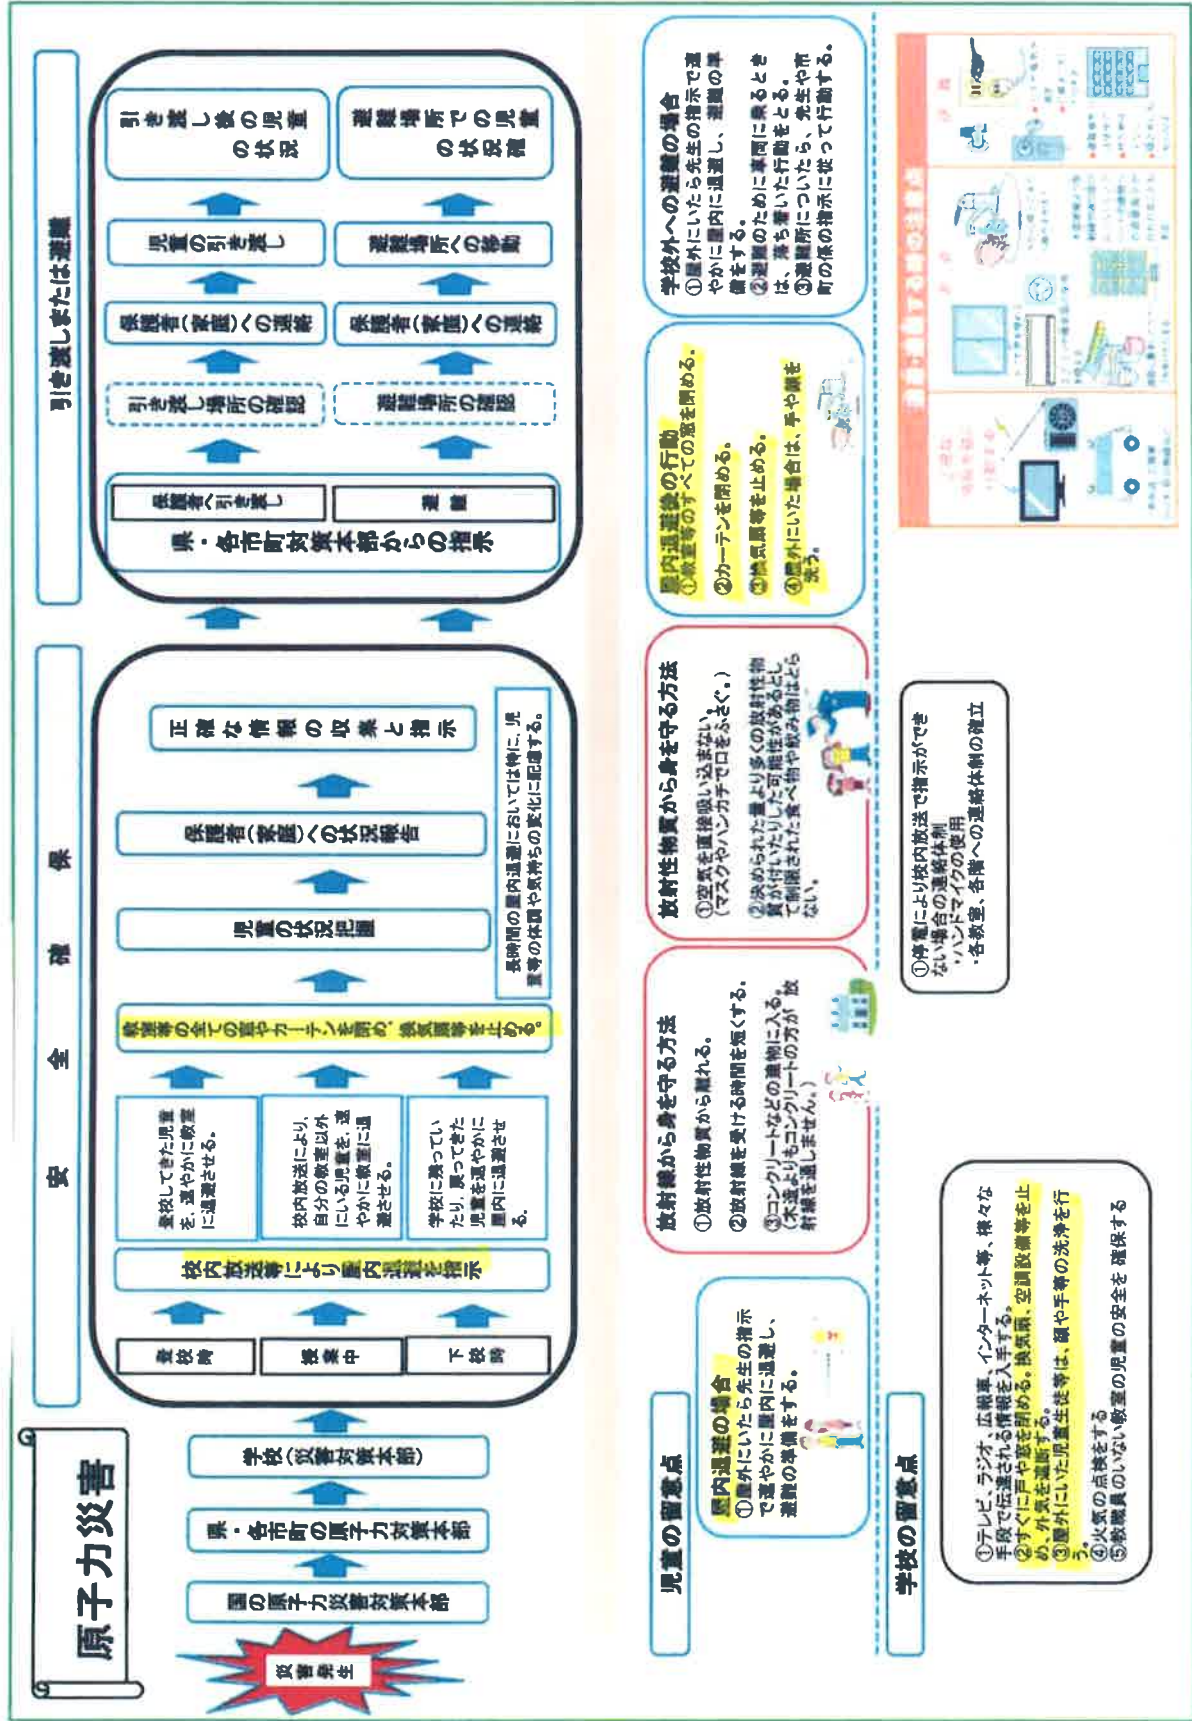 原子力災害
災害発生
国の原子力災害対策本部
県・各市町の原子力対策本部
学校(災害対策本部)
安全確保
登校時
授業中
下校時
校内放送等により屋内退避を指示
登校してきた児童
を、速やかに教室
に退避させる。
校内放送により、
自分の教室以外
にいる児童を、速
やかに教室に退
避させる。
学校に残ってい
たり、戻ってきた
児童を速やかに
屋内に退避させ
る。
教室等の全ての窓やカーテンを閉め、換気扇等を止める。
児童の状況把握
保護者(家庭)への状況報告
正確な情報の収集と指示
長時間の屋内退避においては特に、児
童等の体調や気持ちの変化に配慮する。
引き渡しまたは避難
県・各市町対策本部からの指示
保護者へ引き渡し
避難
引き渡し場所の確認
保護者(家庭)への連絡
児童の引き渡し
引き渡し後の児童
の状況
避難場所の確認
保護者(家庭)への連絡
避難場所への移動
避難場所での児童
の状況確
児童の留意点
屋内退避の場合
①屋外にいたら先生の指示
で速やかに屋内に退避し、
避難の準備をする。
放射線から身を守る方法
①放射性物質から離れる。
②放射線を受ける時間を短くする。
③コンクリートなどの建物に入る。
(木造よりもコンクリートの方が 放
射線を通しません。)
放射性物質から身を守る方法
①空気を直接吸い込まない。
(マスクやハンカチで口をふさぐ。)
②決められた量より多くの放射性物
質が付いたりした可能性があるとし
て制限された食べ物や飲み物はとら
ない。
屋内退避後の行動
①教室等のすべての窓を閉める。
②カーテンを閉める。
③換気扇等を止める。
④屋外にいた場合は、手や顔を
洗う。
学校外への避難の場合
①屋外にいたら先生の指示で速
やかに屋内に退避し、避難の準
備をする。
②避難のために車両に乗るとき
は、落ち着いた行動をとる。
③避難所についたら、先生や市
町の係の指示に従って行動する。
学校の留意点
①テレビ、ラジオ、広報車、インターネット等、様々な
手段で伝達される情報を入手する。
②すぐに戸や窓を閉める。換気扇、空調設備等を止
め、外気を遮断する。
③屋外にいた児童生徒等は、顔や手等の洗浄を行
う。
④火気の点検をする
⑤教職員のいない教室の児童の安全を 確保する
①停電により校内放送で指示ができ
ない場合の連絡体制
・ハンドマイクの使用
・各教室、各階への連絡体制の確立